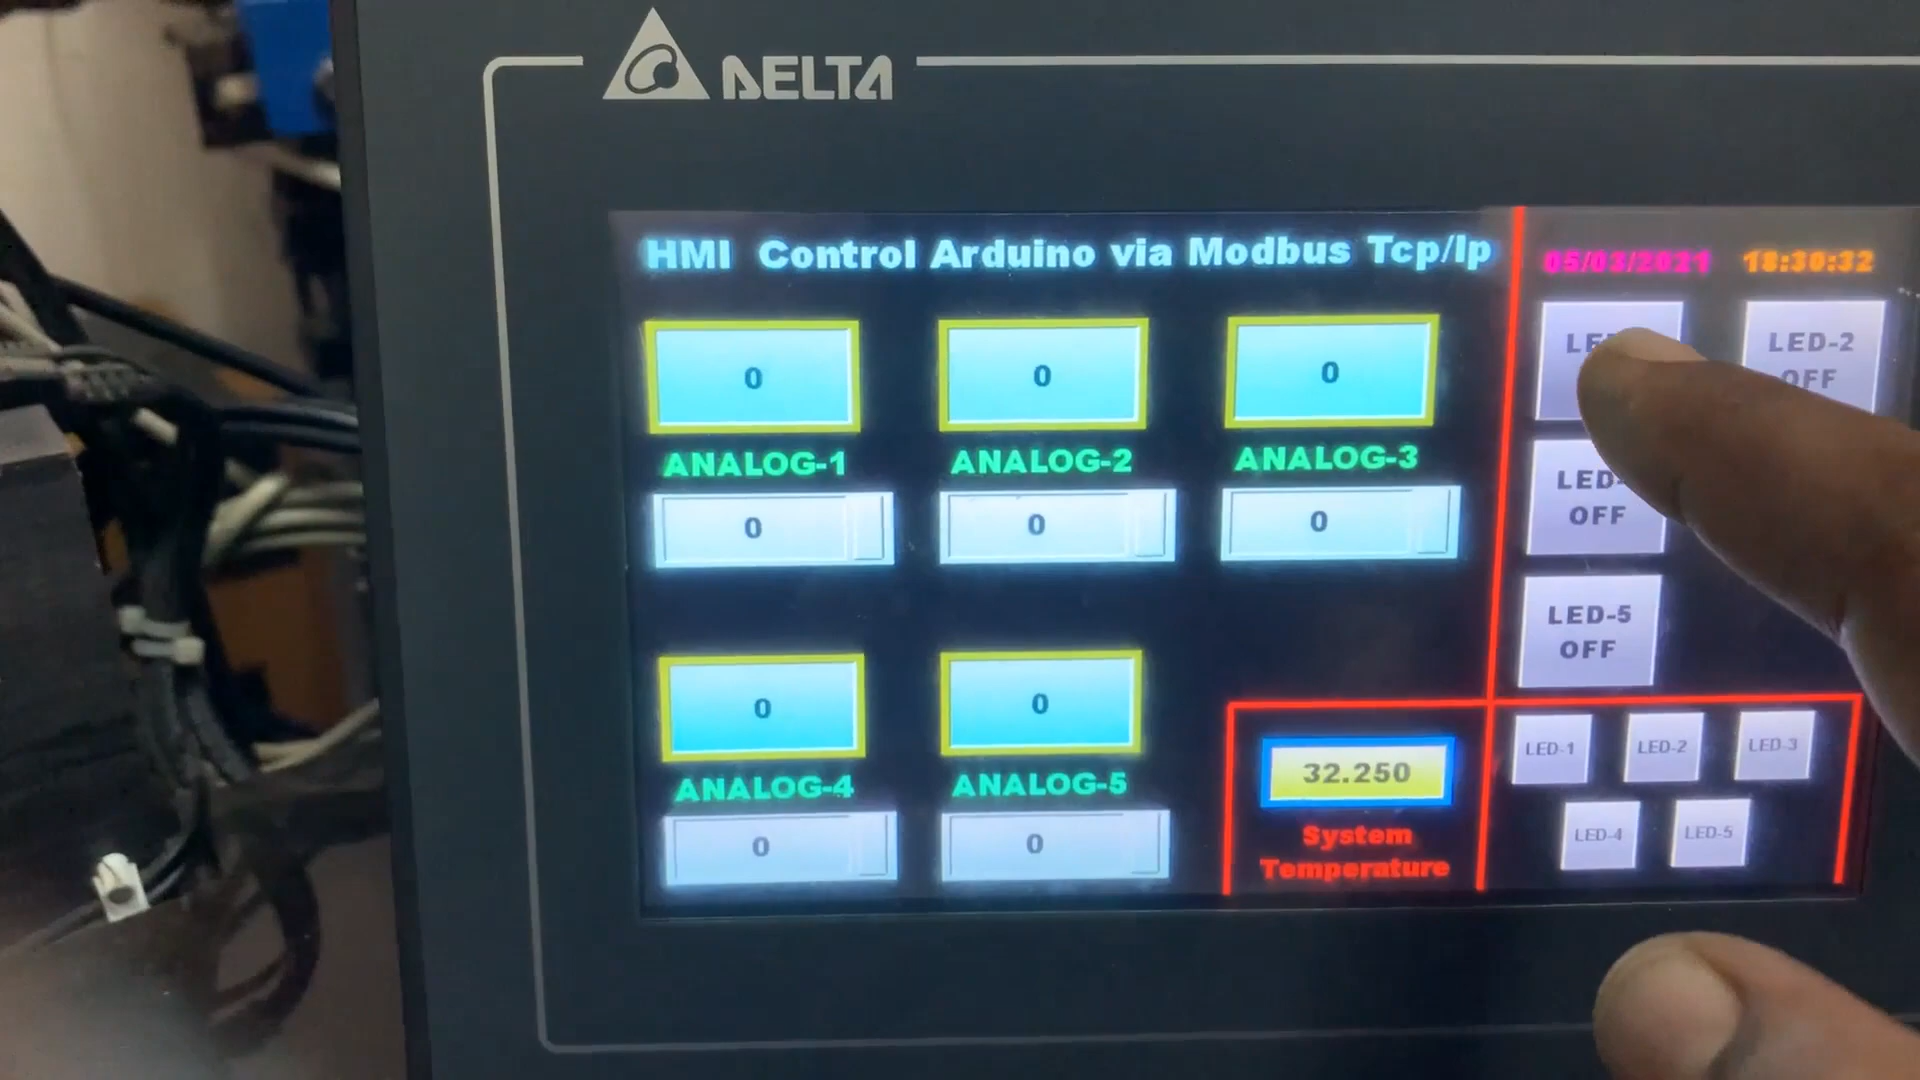 DELTA
HMI Control Arduino via Modbus Tcp/Ip
05/03/2021 18:30:32
0 0 0
ANALOG-1 ANALOG-2 ANALOG-3
0 0 0
0 0
ANALOG-4 ANALOG-5
0 0
32.250
System
Temperature
LED-2
OFF
OFF
LED-5
OFF
LED-1 LED-2 LED-3
LED-4 LED-5